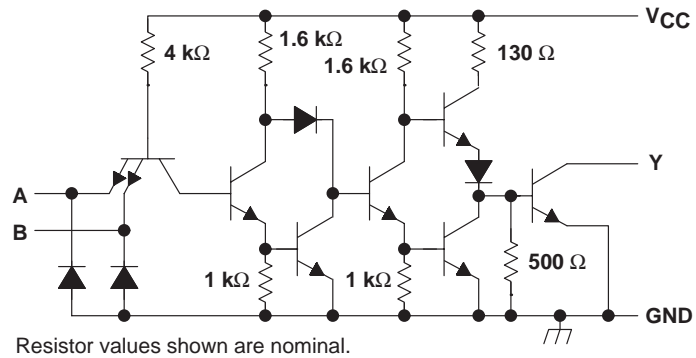 VCC
4 kΩ
1.6 kΩ
1.6 kΩ
130 Ω
A
B
Y
1 kΩ
1 kΩ
500 Ω
GND
Resistor values shown are nominal.